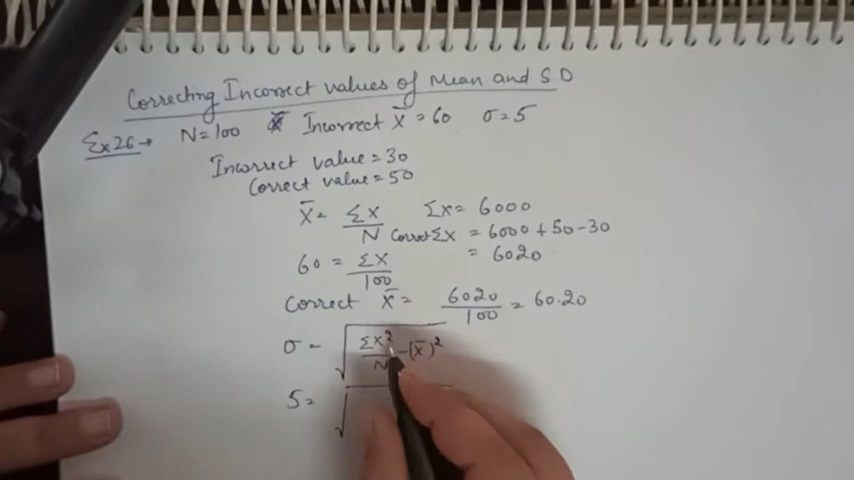 Correcting Incorrect values of Mean and S D
Ex 26 → N=100 Incorrect X̄ = 60 σ = 5
Incorrect value = 30
Correct value = 50
X̄ = ΣX / N ΣX = 6000
Correct ΣX = 6000 + 50 - 30
60 = ΣX / 100 = 6020
Correct X̄ = 6020 / 100 = 60.20
σ = √ ΣX² / N - (X̄)²
5 = √